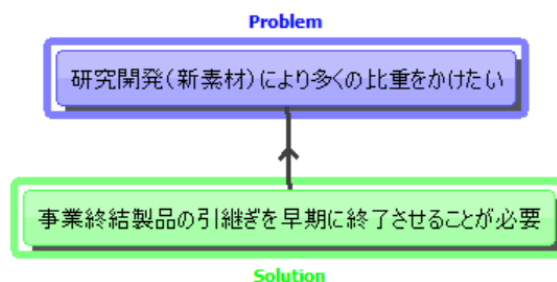 Problem
研究開発(新素材)により多くの比重をかけたい
事業終結製品の引継ぎを早期に終了させることが必要
Solution